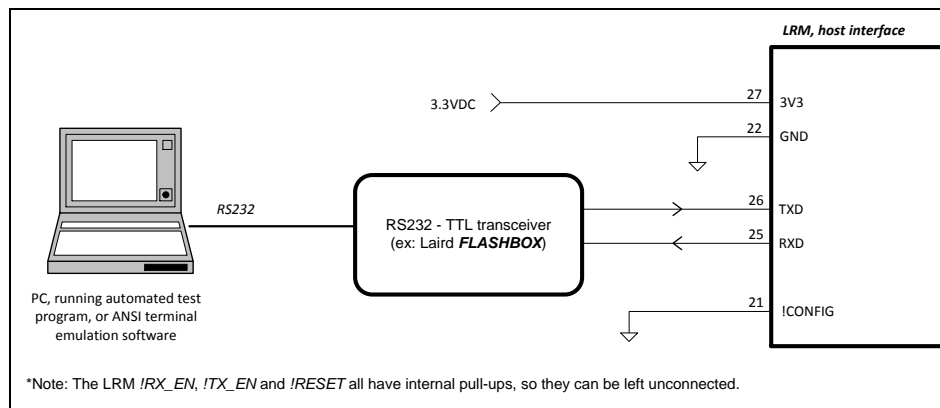 LRM, host interface
3.3VDC
27
3V3
22
GND
RS232
RS232 - TTL transceiver
(ex: Laird FLASHBOX)
26
TXD
25
RXD
PC, running automated test
program, or ANSI terminal
emulation software
21
!CONFIG
*Note: The LRM !RX_EN, !TX_EN and !RESET all have internal pull-ups, so they can be left unconnected.